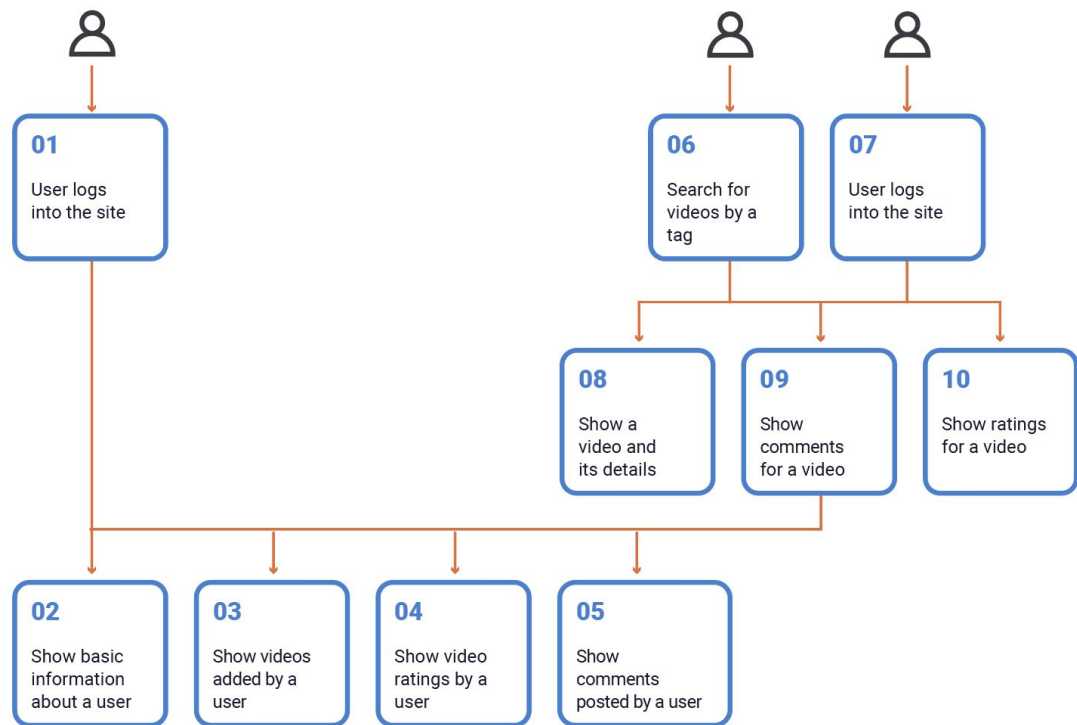 01
User logs
into the site
06
Search for
videos by a
tag
07
User logs
into the site
08
Show a
video and
its details
09
Show
comments
for a video
10
Show ratings
for a video
02
Show basic
information
about a user
03
Show videos
added by a
user
04
Show video
ratings by a
user
05
Show
comments
posted by a user